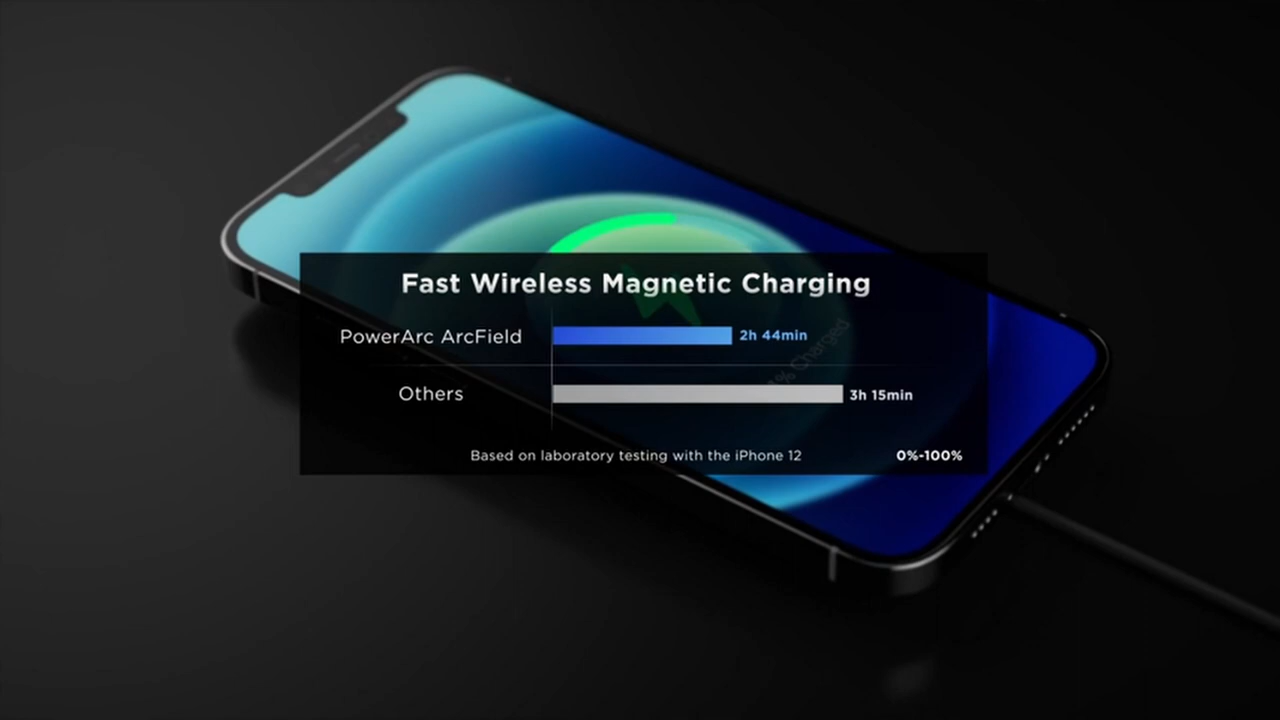 Fast Wireless Magnetic Charging
PowerArc ArcField 2h 44min
% Charged
Others 3h 15min
Based on laboratory testing with the iPhone 12 0%-100%